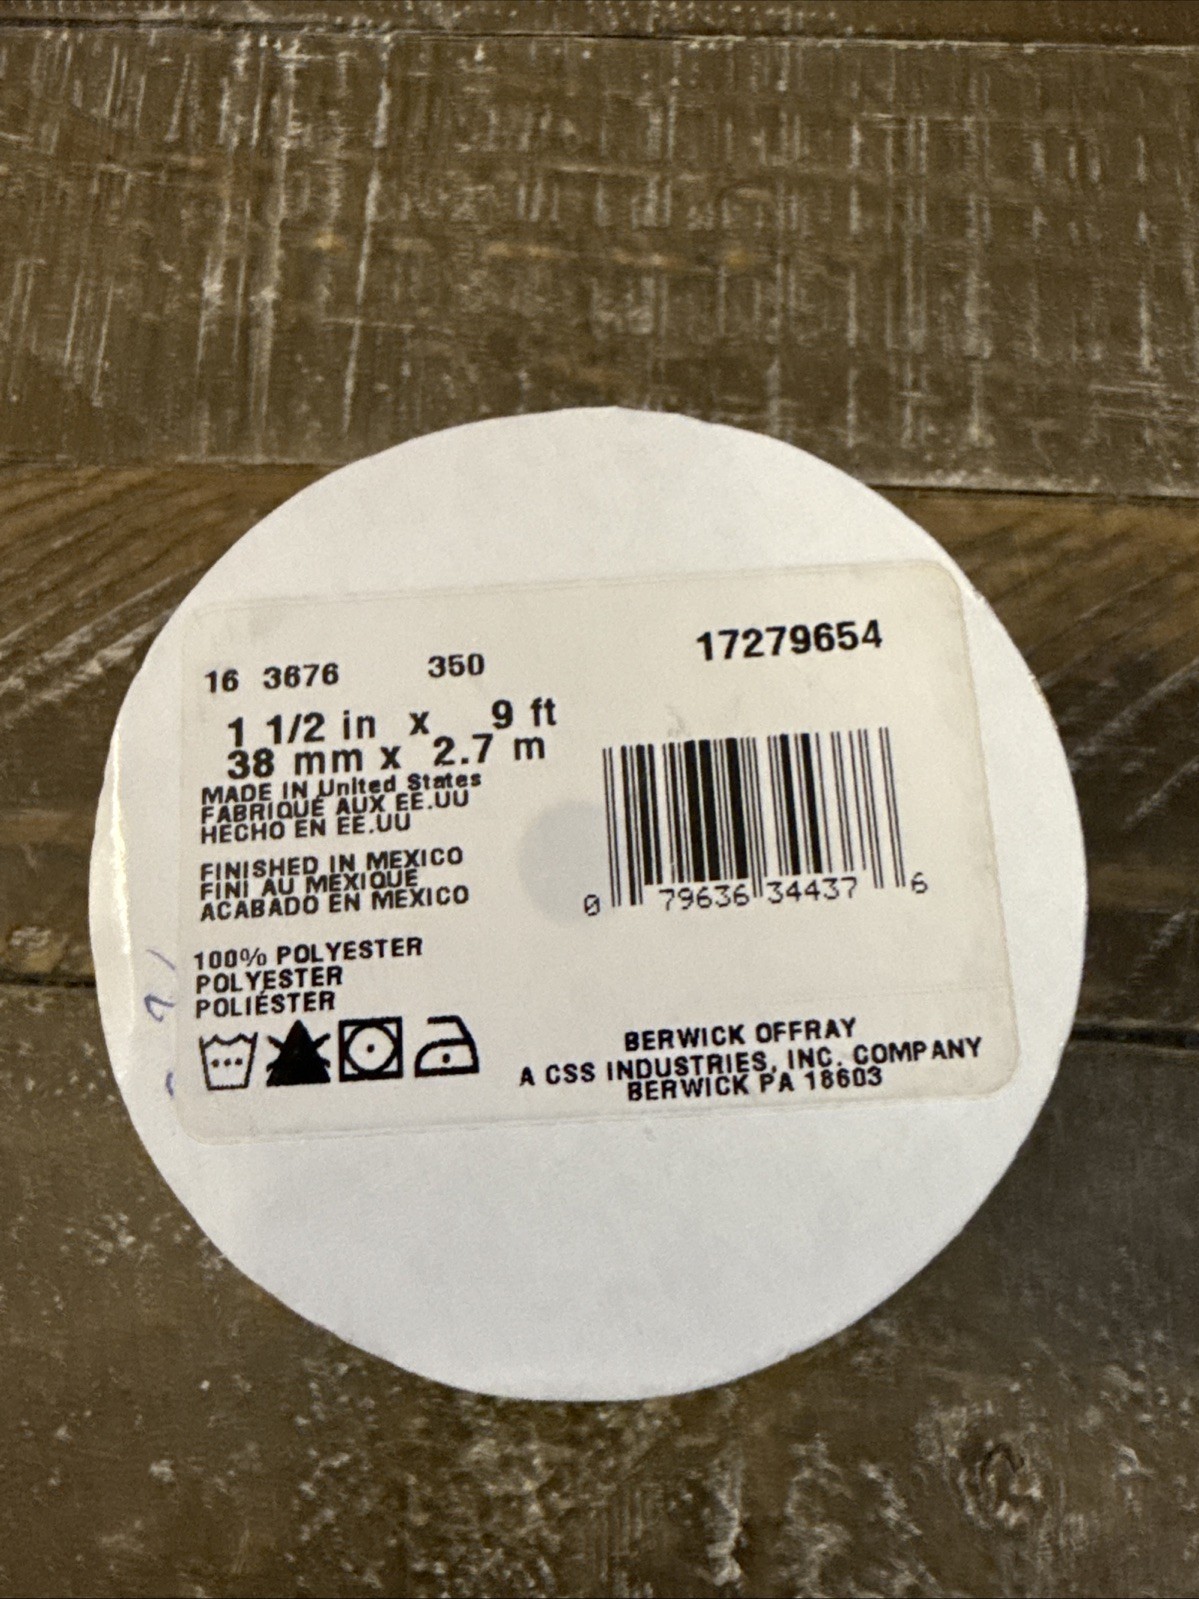 16 3676 350
17279654
1 1/2 in x 9 ft
38 mm x 2.7 m
MADE IN United States
FABRIQUÉ AUX EE.UU
HECHO EN EE.UU
FINISHED IN MEXICO
FINI AU MEXIQUE
ACABADO EN MEXICO
0 79636 34437 6
100% POLYESTER
POLYESTER
POLIÉSTER
BERWICK OFFRAY
A CSS INDUSTRIES, INC. COMPANY
BERWICK PA 18603